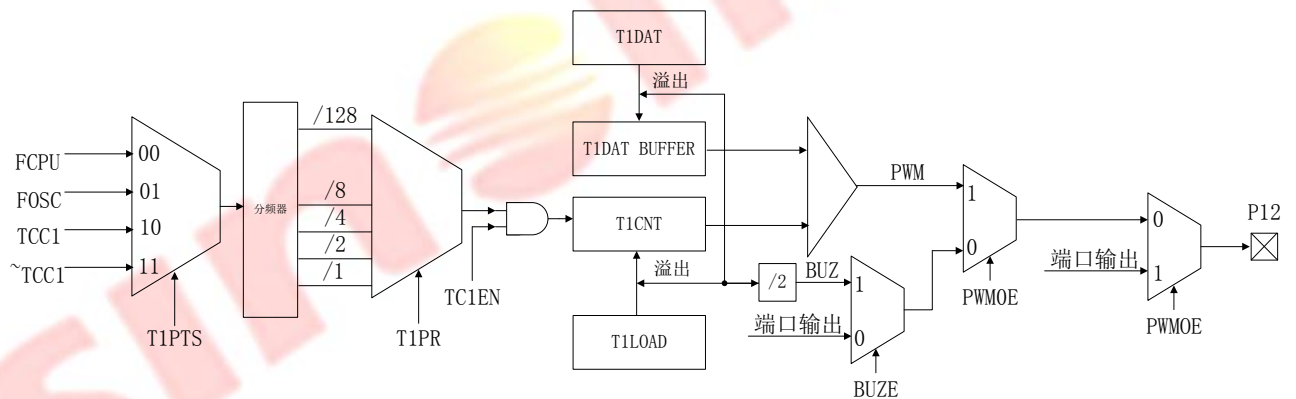 T1DAT
溢出
T1DAT BUFFER
FCPU
FOSC
TCC1
~TCC1
00
01
10
11
T1PTS
分频器
/128
/8
/4
/2
/1
T1PR
TC1EN
T1CNT
溢出
T1LOAD
/2
BUZ
端口输出
1
0
BUZE
PWM
1
0
PWMOE
端口输出
0
1
PWMOE
P12